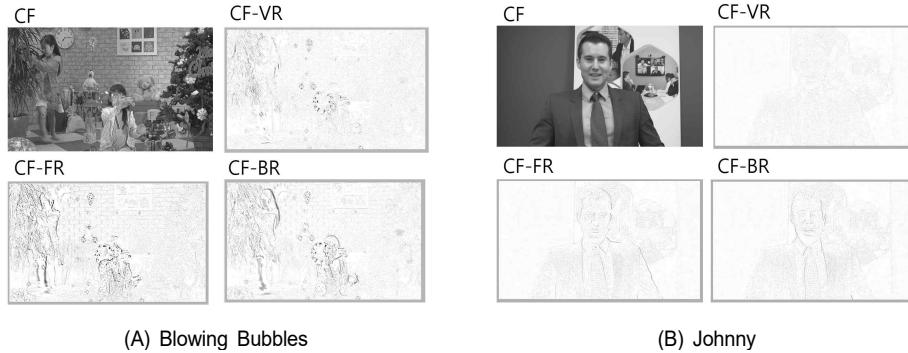 CF CF-VR CF CF-VR
CF-FR CF-BR CF-FR CF-BR
(A) Blowing Bubbles (B) Johnny